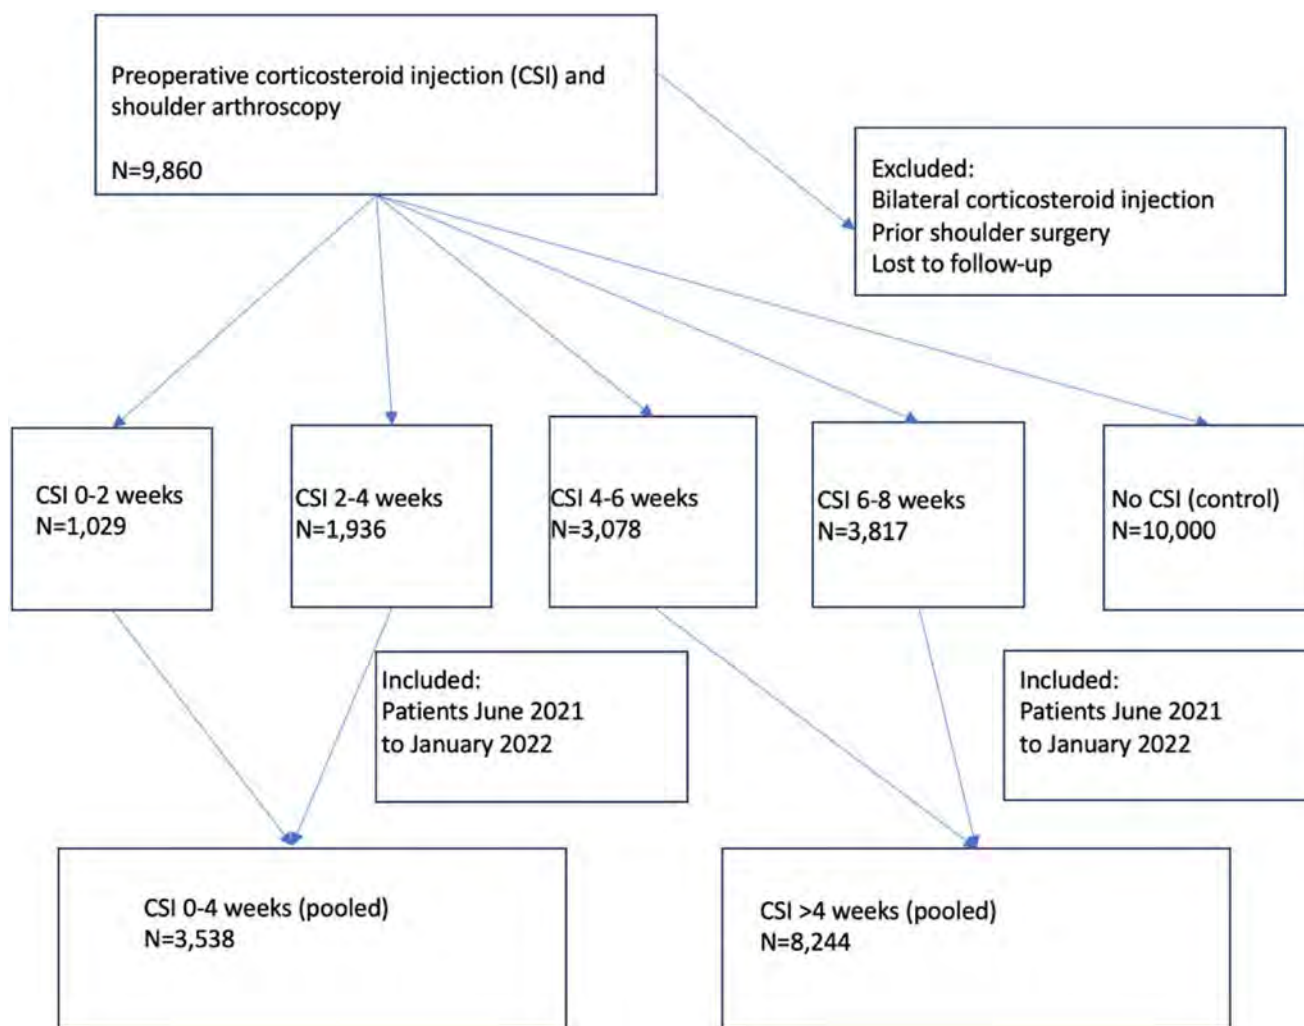 Preoperative corticosteroid injection (CSI) and
shoulder arthroscopy
N=9,860
Excluded:
Bilateral corticosteroid injection
Prior shoulder surgery
Lost to follow-up
CSI 0-2 weeks
N=1,029
CSI 2-4 weeks
N=1,936
CSI 4-6 weeks
N=3,078
CSI 6-8 weeks
N=3,817
No CSI (control)
N=10,000
Included:
Patients June 2021
to January 2022
Included:
Patients June 2021
to January 2022
CSI 0-4 weeks (pooled)
N=3,538
CSI >4 weeks (pooled)
N=8,244